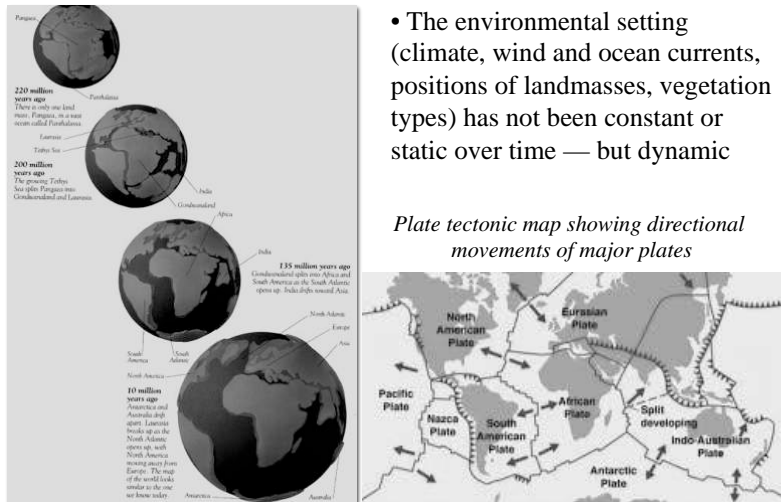 Pangaea
Panthalassa
220 million
years ago
There is only one land
mass, Pangaea, in a vast
ocean called Panthalassa.
Laurasia
Tethys Sea
200 million
years ago
The growing Tethys
Sea splits Pangaea into
Gondwanaland and Laurasia.
India
Gondwanaland
Africa
India
135 million years ago
Gondwanaland splits into Africa and
South America as the South Atlantic
opens up. India drifts toward Asia.
South
America
South
Atlantic
North Atlantic
Europe
Asia
North America
10 million
years ago
Antarctica and
Australia drift
apart. Laurasia
breaks up as the
North Atlantic
opens up, with
North America
moving away from
Europe. The map
of the world looks
similar to the one
we know today.
Antarctica
Australia
• The environmental setting
(climate, wind and ocean currents,
positions of landmasses, vegetation
types) has not been constant or
static over time — but dynamic
Plate tectonic map showing directional
movements of major plates
North
American
Plate
Eurasian
Plate
Pacific
Plate
Nazca
Plate
South
American
Plate
African
Plate
Split
developing
Indo-Australian
Plate
Antarctic
Plate